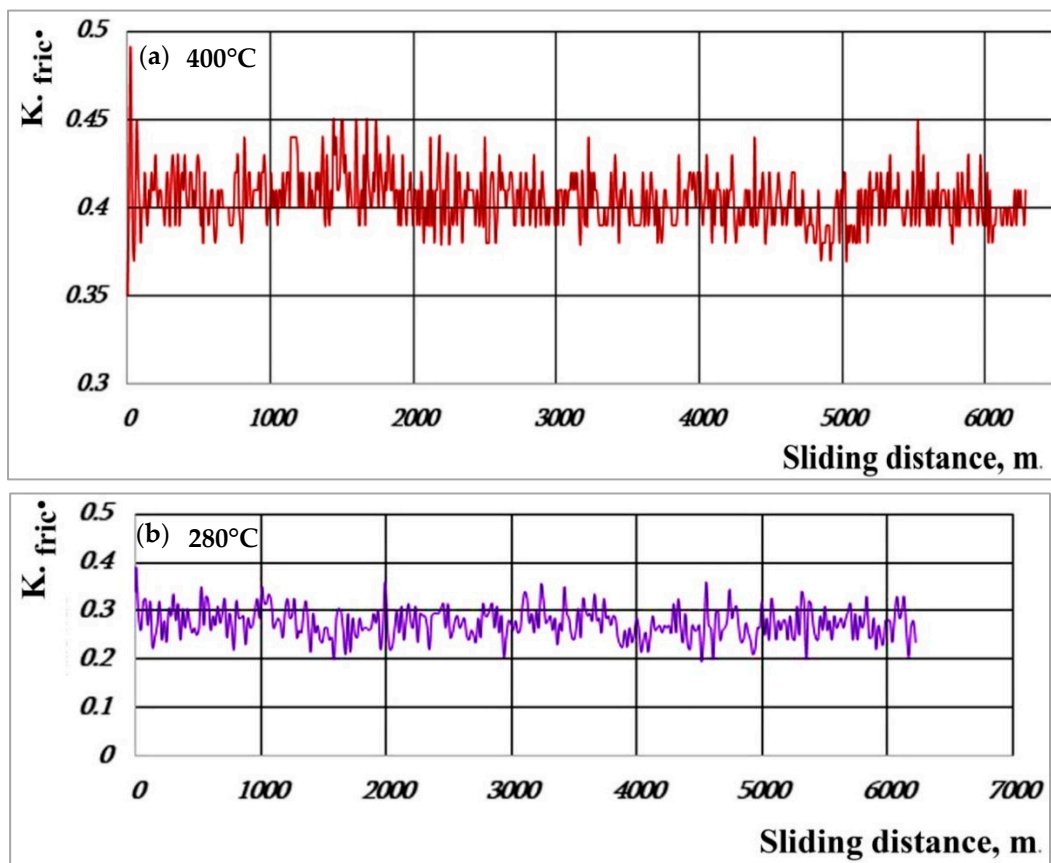 K. fric•
(a) 400°C
0.5
0.45
0.4
0.35
0.3
0 1000 2000 3000 4000 5000 6000
Sliding distance, m.
K. fric•
(b) 280°C
0.5
0.4
0.3
0.2
0.1
0
0 1000 2000 3000 4000 5000 6000 7000
Sliding distance, m.